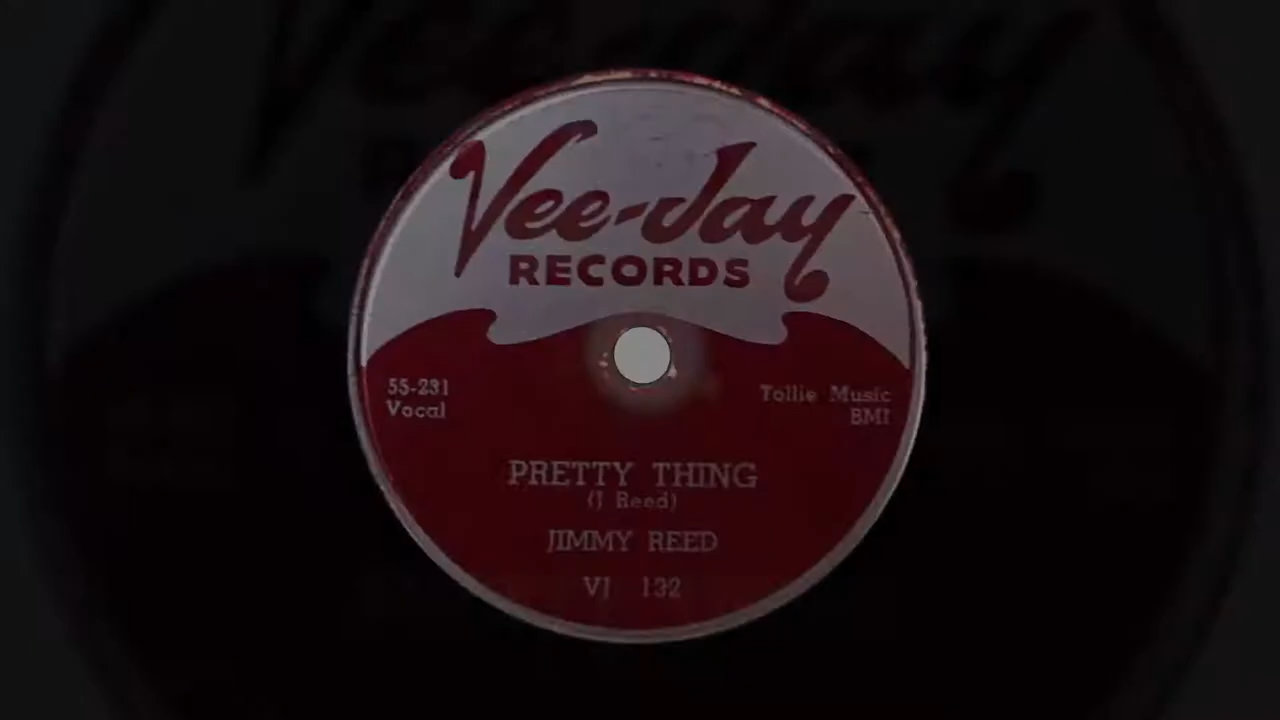 Vee-Jay
RECORDS
55-231
Vocal
Tollie Music
BMI
PRETTY THING
(J Reed)
JIMMY REED
VJ 132